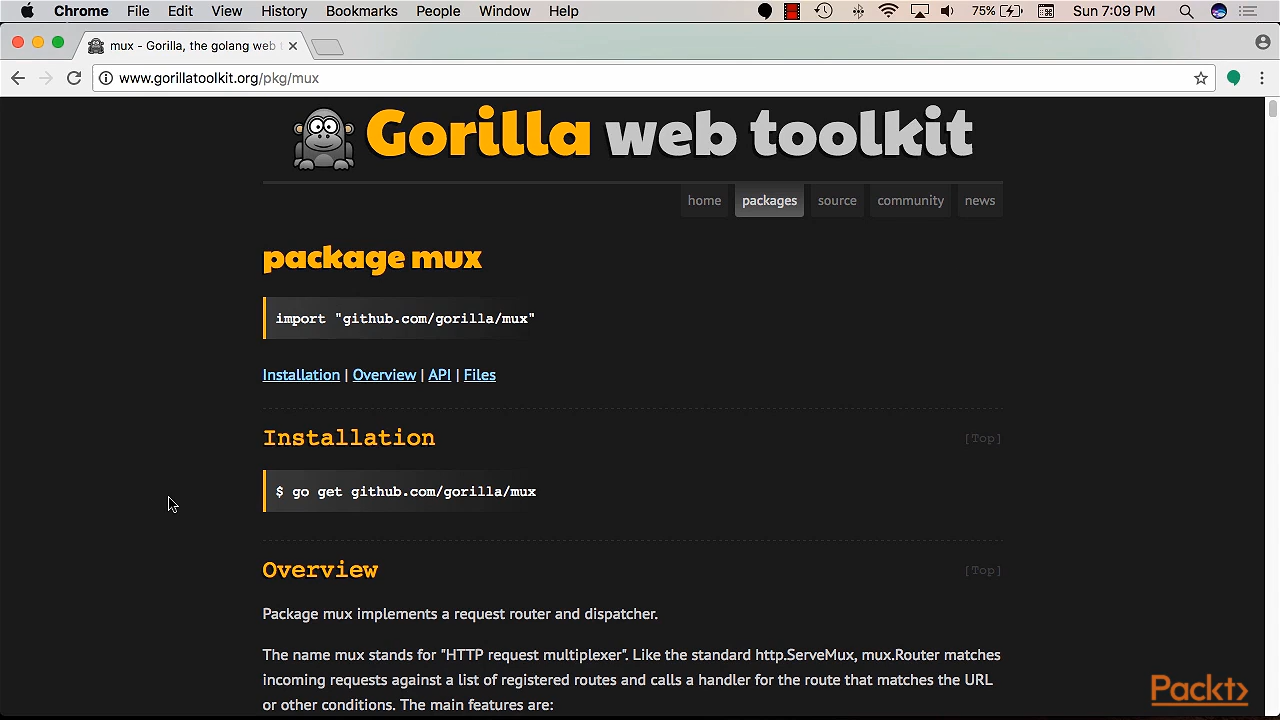 Chrome File Edit View History Bookmarks People Window Help 75% Sun 7:09 PM
mux - Gorilla, the golang web
www.gorillatoolkit.org/pkg/mux
Gorilla web toolkit
home packages source community news
package mux
import "github.com/gorilla/mux"
Installation | Overview | API | Files
Installation [Top]
$ go get github.com/gorilla/mux
Overview [Top]
Package mux implements a request router and dispatcher.
The name mux stands for "HTTP request multiplexer". Like the standard http.ServeMux, mux.Router matches
incoming requests against a list of registered routes and calls a handler for the route that matches the URL
or other conditions. The main features are:
Packt